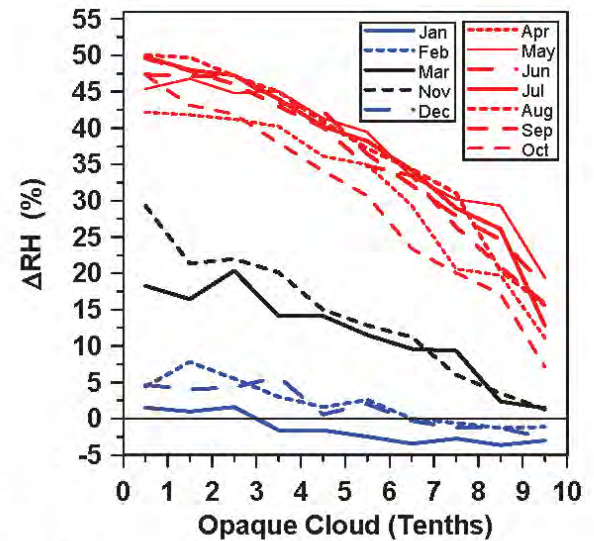 55
50
45
40
35
30
25
20
15
10
5
0
-5
ΔRH (%)
Jan
Feb
Mar
Nov
Dec
Apr
May
Jun
Jul
Aug
Sep
Oct
0 1 2 3 4 5 6 7 8 9 10
Opaque Cloud (Tenths)